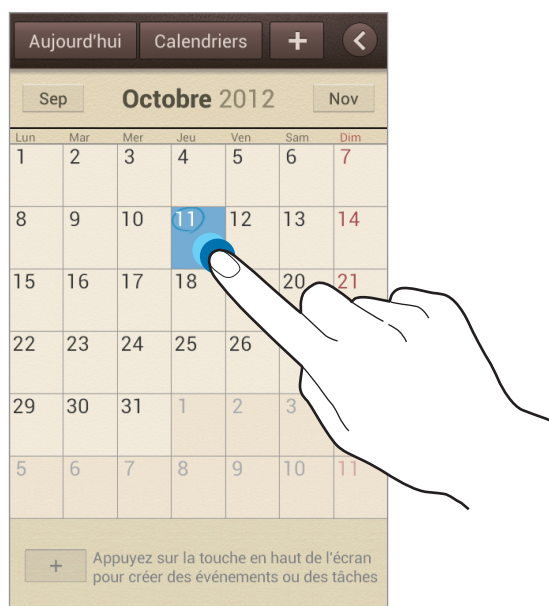 Aujourd'hui Calendriers +
Sep Octobre 2012 Nov
Lun Mar Mer Jeu Ven Sam Dim
1 2 3 4 5 6 7
8 9 10 11 12 13 14
15 16 17 18 20 21
22 23 24 25 26
29 30 31 1 2 3
5 6 7 8 9 10 11
+ Appuyez sur la touche en haut de l'écran
pour créer des événements ou des tâches